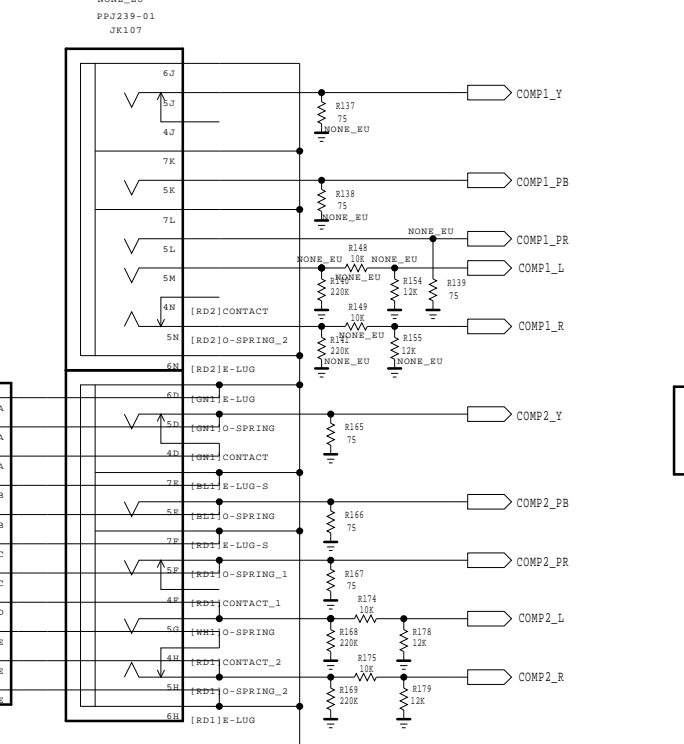 NONE_EU
PPJ239-01
JK107
6J
5J
4J
7K
5K
7L
5L
5M
4N
5N
6N
[RD2]CONTACT
[RD2]O-SPRING_2
[RD2]E-LUG
R137
75
NONE_EU
COMP1_Y
R138
75
NONE_EU
COMP1_PB
NONE_EU
COMP1_PR
NONE_EU
R148
10K
NONE_EU
NONE_EU
COMP1_L
R140
220K
R154
12K
R139
75
R149
10K
NONE_EU
COMP1_R
R141
220K
NONE_EU
R155
12K
NONE_EU
6D
[GN1]E-LUG
5D
[GN1]O-SPRING
4D
[GN1]CONTACT
7E
[BL1]E-LUG-S
5E
[BL1]O-SPRING
7F
[RD1]E-LUG-S
5F
[RD1]O-SPRING_1
4F
[RD1]CONTACT_1
5G
[WH1]O-SPRING
4H
[RD1]CONTACT_2
5H
[RD1]O-SPRING_2
6H
[RD1]E-LUG
R165
75
COMP2_Y
R166
75
COMP2_PB
R167
75
COMP2_PR
R174
10K
COMP2_L
R168
220K
R178
12K
R175
10K
COMP2_R
R169
220K
R179
12K
A
A
A
B
B
C
C
D
E
E
E